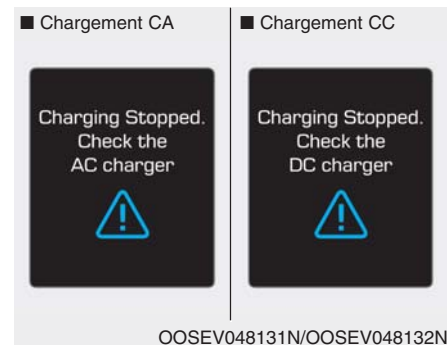 ■ Chargement CA
Charging Stopped.
Check the
AC charger
■ Chargement CC
Charging Stopped.
Check the
DC charger
OOSEV048131N/OOSEV048132N